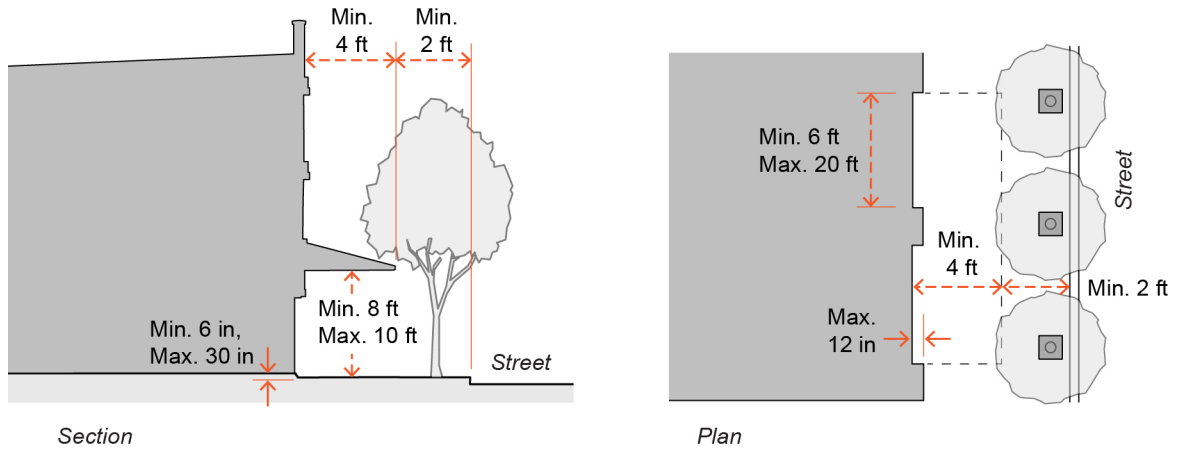 Min.
4 ft
Min.
2 ft
Min. 8 ft
Max. 10 ft
Min. 6 in,
Max. 30 in
Street
Section
Min. 6 ft
Max. 20 ft
Street
Min.
4 ft
Min. 2 ft
Max.
12 in
Plan